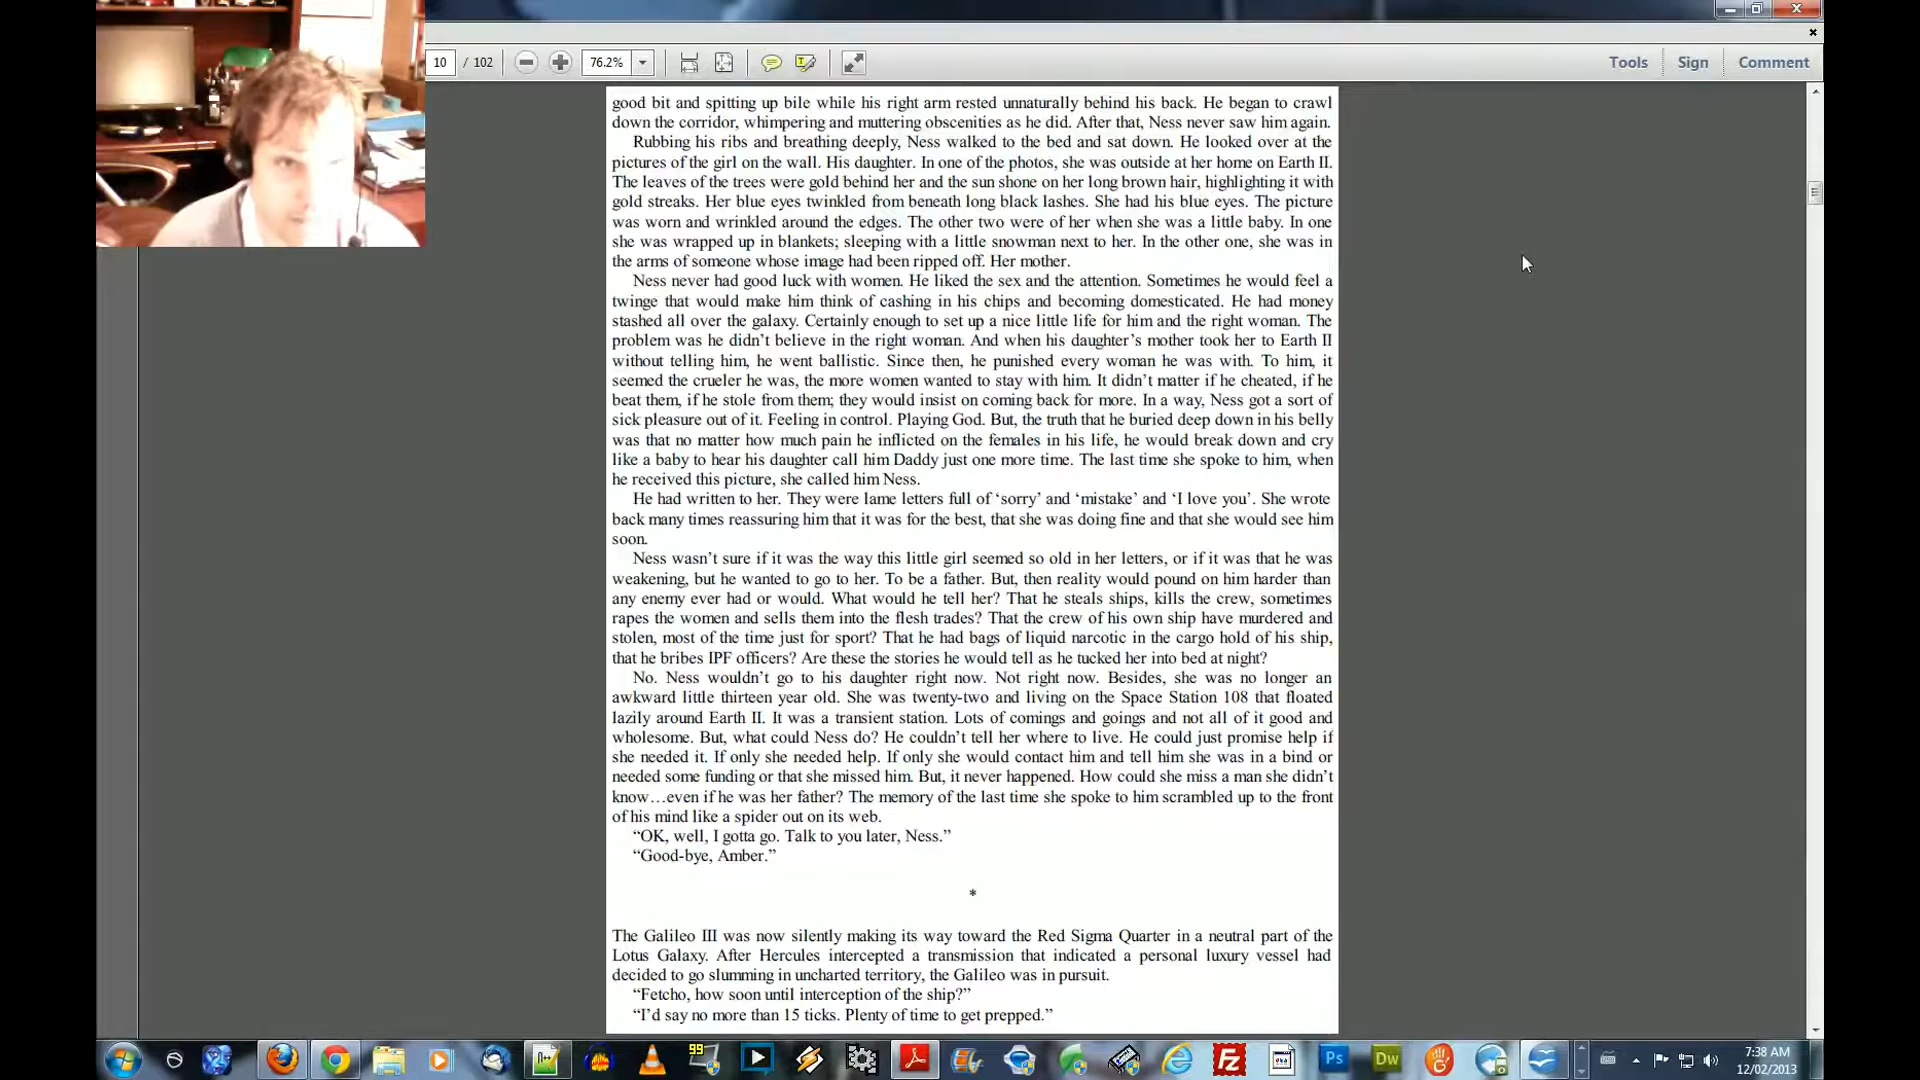 10 / 102 76.2% Tools Sign Comment
good bit and spitting up bile while his right arm rested unnaturally behind his back. He began to crawl
down the corridor, whimpering and muttering obscenities as he did. After that, Ness never saw him again.
Rubbing his ribs and breathing deeply, Ness walked to the bed and sat down. He looked over at the
pictures of the girl on the wall. His daughter. In one of the photos, she was outside at her home on Earth II.
The leaves of the trees were gold behind her and the sun shone on her long brown hair, highlighting it with
gold streaks. Her blue eyes twinkled from beneath long black lashes. She had his blue eyes. The picture
was worn and wrinkled around the edges. The other two were of her when she was a little baby. In one
she was wrapped up in blankets; sleeping with a little snowman next to her. In the other one, she was in
the arms of someone whose image had been ripped off. Her mother.
Ness never had good luck with women. He liked the sex and the attention. Sometimes he would feel a
twinge that would make him think of cashing in his chips and becoming domesticated. He had money
stashed all over the galaxy. Certainly enough to set up a nice little life for him and the right woman. The
problem was he didn’t believe in the right woman. And when his daughter’s mother took her to Earth II
without telling him, he went ballistic. Since then, he punished every woman he was with. To him, it
seemed the crueler he was, the more women wanted to stay with him. It didn’t matter if he cheated, if he
beat them, if he stole from them; they would insist on coming back for more. In a way, Ness got a sort of
sick pleasure out of it. Feeling in control. Playing God. But, the truth that he buried deep down in his belly
was that no matter how much pain he inflicted on the females in his life, he would break down and cry
like a baby to hear his daughter call him Daddy just one more time. The last time she spoke to him, when
he received this picture, she called him Ness.
He had written to her. They were lame letters full of ‘sorry’ and ‘mistake’ and ‘I love you’. She wrote
back many times reassuring him that it was for the best, that she was doing fine and that she would see him
soon.
Ness wasn’t sure if it was the way this little girl seemed so old in her letters, or if it was that he was
weakening, but he wanted to go to her. To be a father. But, then reality would pound on him harder than
any enemy ever had or would. What would he tell her? That he steals ships, kills the crew, sometimes
rapes the women and sells them into the flesh trades? That the crew of his own ship have murdered and
stolen, most of the time just for sport? That he had bags of liquid narcotic in the cargo hold of his ship,
that he bribes IPF officers? Are these the stories he would tell as he tucked her into bed at night?
No. Ness wouldn’t go to his daughter right now. Not right now. Besides, she was no longer an
awkward little thirteen year old. She was twenty-two and living on the Space Station 108 that floated
lazily around Earth II. It was a transient station. Lots of comings and goings and not all of it good and
wholesome. But, what could Ness do? He couldn’t tell her where to live. He could just promise help if
she needed it. If only she needed help. If only she would contact him and tell him she was in a bind or
needed some funding or that she missed him. But, it never happened. How could she miss a man she didn’t
know…even if he was her father? The memory of the last time she spoke to him scrambled up to the front
of his mind like a spider out on its web.
“OK, well, I gotta go. Talk to you later, Ness.”
“Good-bye, Amber.”
*
The Galileo III was now silently making its way toward the Red Sigma Quarter in a neutral part of the
Lotus Galaxy. After Hercules intercepted a transmission that indicated a personal luxury vessel had
decided to go slumming in uncharted territory, the Galileo was in pursuit.
“Fetcho, how soon until interception of the ship?”
“I’d say no more than 15 ticks. Plenty of time to get prepped.”
99
Fz
Ps
Dw
7:38 AM
12/02/2013